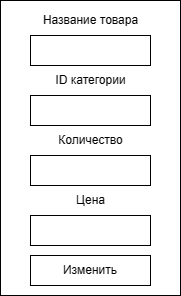 Название товара
ID категории
Количество
Цена
Изменить